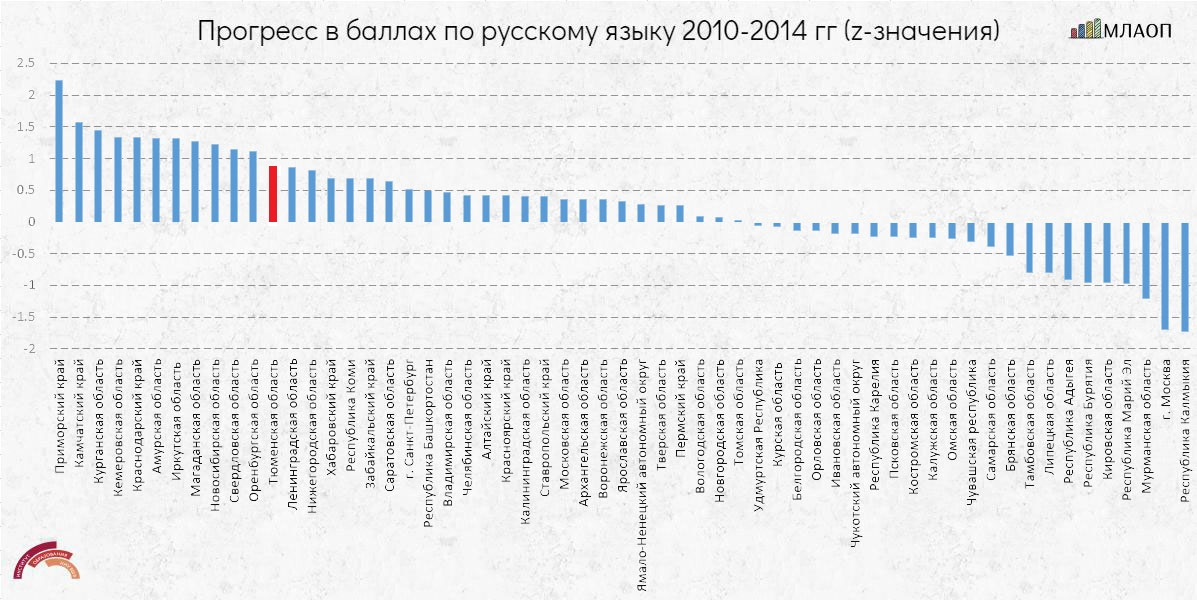 Прогресс в баллах по русскому языку 2010-2014 гг (z-значения)
МЛАОП
2.5
2
1.5
1
0.5
0
-0.5
-1
-1.5
-2
Приморский край
Камчатский край
Курганская область
Кемеровская область
Краснодарский край
Амурская область
Иркутская область
Магаданская область
Новосибирская область
Свердловская область
Оренбургская область
Тюменская область
Ленинградская область
Нижегородская область
Хабаровский край
Республика Коми
Забайкальский край
Саратовская область
г. Санкт-Петербург
Республика Башкортостан
Владимирская область
Челябинская область
Алтайский край
Красноярский край
Калининградская область
Ставропольский край
Московская область
Архангельская область
Воронежская область
Ярославская область
Ямало-Ненецкий автономный округ
Тверская область
Пермский край
Вологодская область
Новгородская область
Томская область
Удмуртская Республика
Курская область
Белгородская область
Орловская область
Ивановская область
Чукотский автономный округ
Республика Карелия
Псковская область
Костромская область
Калужская область
Омская область
Чувашская республика
Самарская область
Брянская область
Тамбовская область
Липецкая область
Республика Адыгея
Республика Бурятия
Кировская область
Республика Марий Эл
Мурманская область
г. Москва
Республика Калмыкия
ИНСТИТУТ
ОБРАЗОВАНИЯ